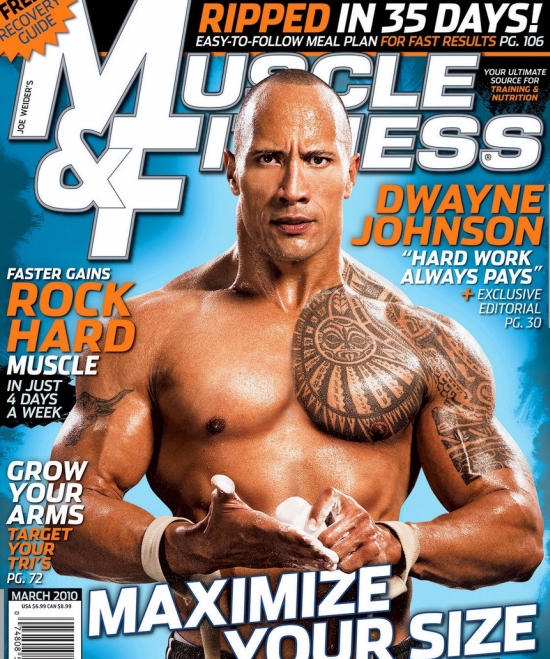 FREE
RECOVERY
GUIDE
RIPPED IN 35 DAYS!
EASY-TO-FOLLOW MEAL PLAN FOR FAST RESULTS PG. 106
JOE WEIDER'S
MUSCLE
& FITNESS®
YOUR ULTIMATE
SOURCE FOR
TRAINING &
NUTRITION
DWAYNE
JOHNSON
“HARD WORK
ALWAYS PAYS”
+ EXCLUSIVE
EDITORIAL
PG. 30
FASTER GAINS
ROCK
HARD
MUSCLE
IN JUST
4 DAYS
A WEEK
GROW
YOUR
ARMS
TARGET
YOUR
TRI'S
PG. 72
MARCH 2010
USA $6.99 CAN $8.99
MAXIMIZE
YOUR SIZE